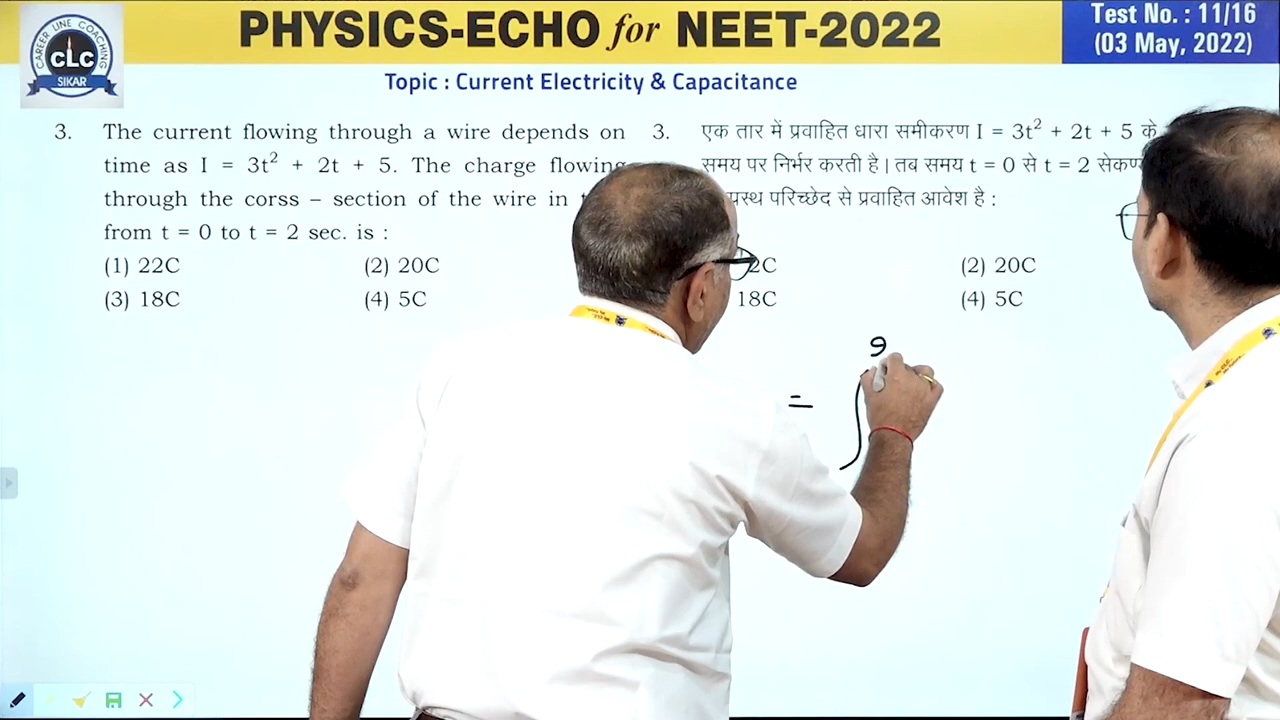 CAREER LINE COACHING
CLC
SIKAR
PHYSICS-ECHO for NEET-2022
Test No. : 11/16
(03 May, 2022)
Topic : Current Electricity & Capacitance
3. The current flowing through a wire depends on
time as I = 3t² + 2t + 5. The charge flowing
through the corss – section of the wire in
from t = 0 to t = 2 sec. is :
(1) 22C (2) 20C
(3) 18C (4) 5C
3. एक तार में प्रवाहित धारा समीकरण I = 3t² + 2t + 5 के
समय पर निर्भर करती है। तब समय t = 0 से t = 2
परिच्छेद से प्रवाहित आवेश है :
2C (2) 20C
18C (4) 5C
= ∫